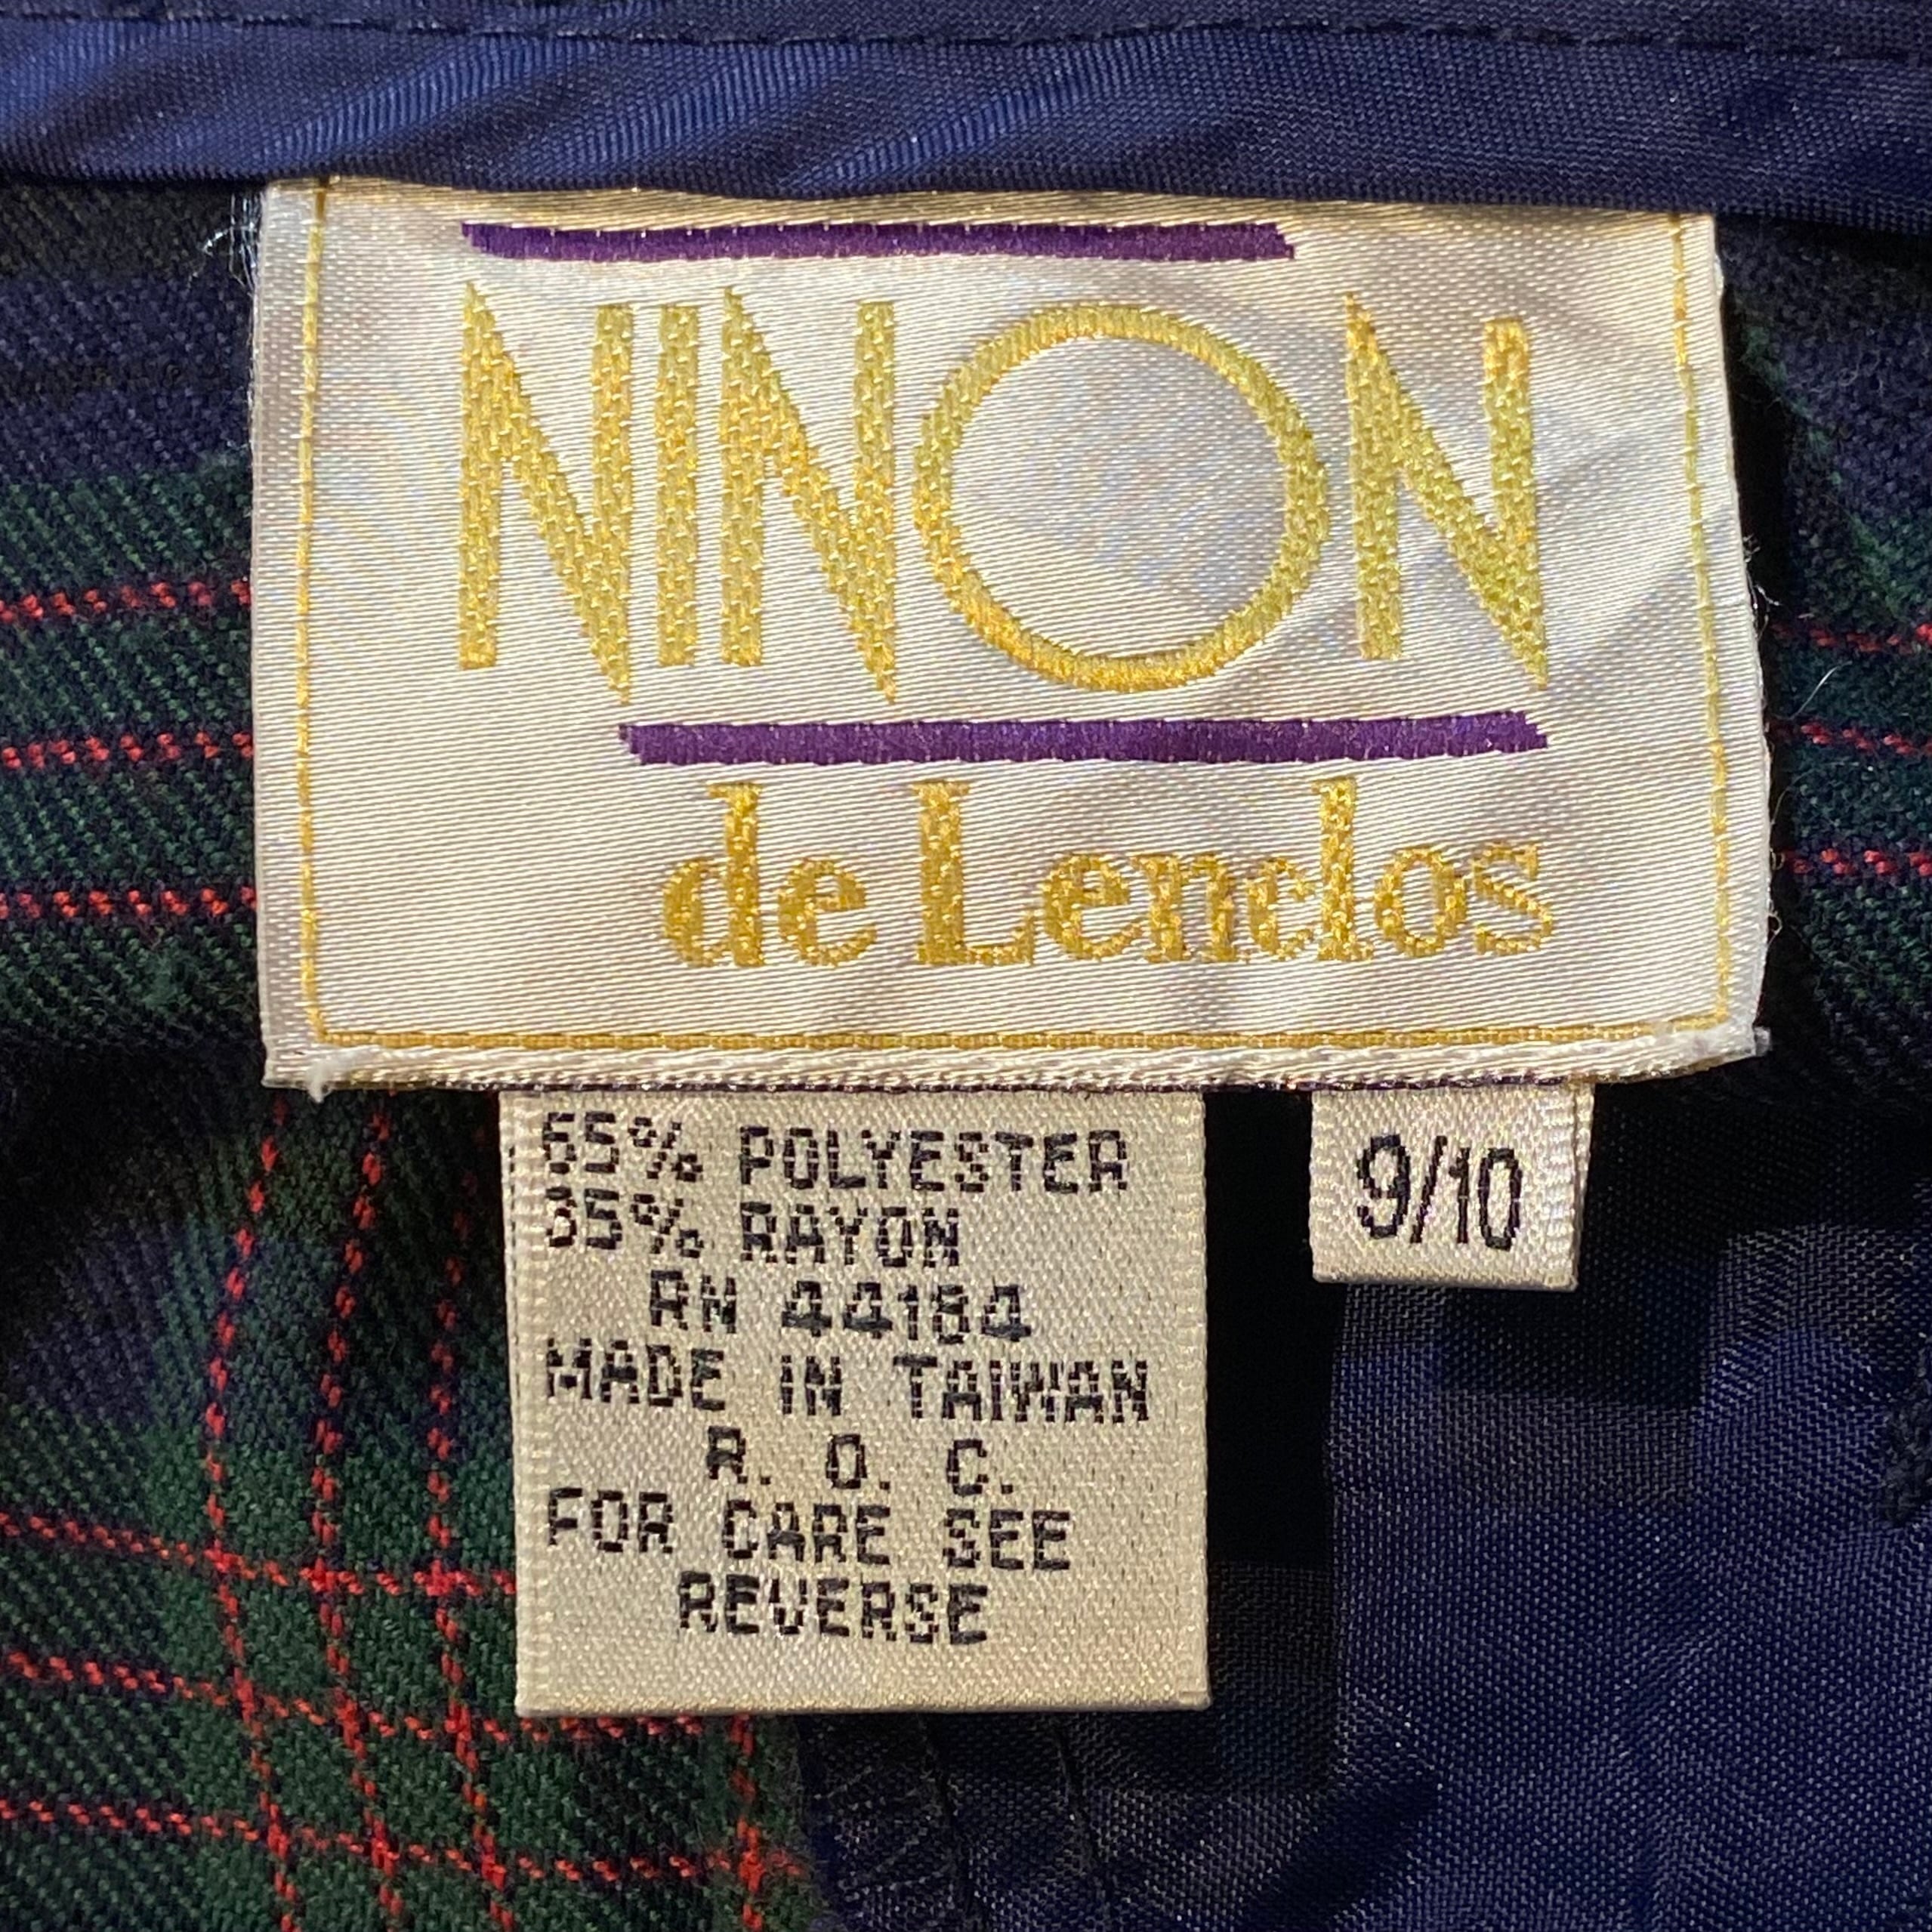 NINON
de Lenclos
65% POLYESTER
35% RAYON
RN 44184
MADE IN TAIWAN
R. O. C.
FOR CARE SEE
REVERSE
9/10